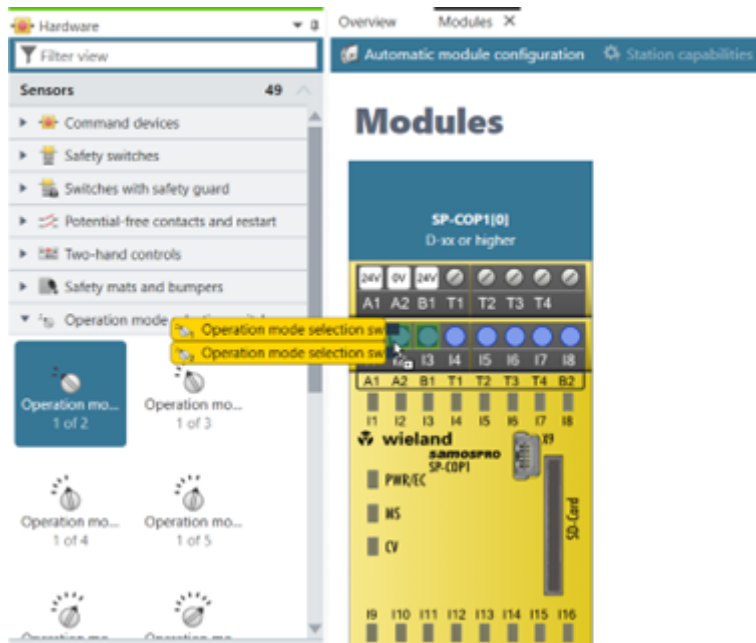 Hardware
Filter view
Sensors 49
Command devices
Safety switches
Switches with safety guard
Potential-free contacts and restart
Two-hand controls
Safety mats and bumpers
Operation mode
Operation mode selection sw
Operation mode selection sw
Operation mo...
1 of 2
Operation mo...
1 of 3
Operation mo...
1 of 4
Operation mo...
1 of 5
Overview Modules
Automatic module configuration Station capabilities
Modules
SP-COP1[0]
D-xx or higher
24V 0V 24V
A1 A2 B1 T1 T2 T3 T4
I3 I4 I5 I6 I7 I8
A1 A2 B1 T1 T2 T3 T4 B2
I1 I2 I3 I4 I5 I6 I7 I8
wieland X9
samosPRO
SP-COP1
PWR/EC
MS
CV
SD-Card
I9 I10 I11 I12 I13 I14 I15 I16